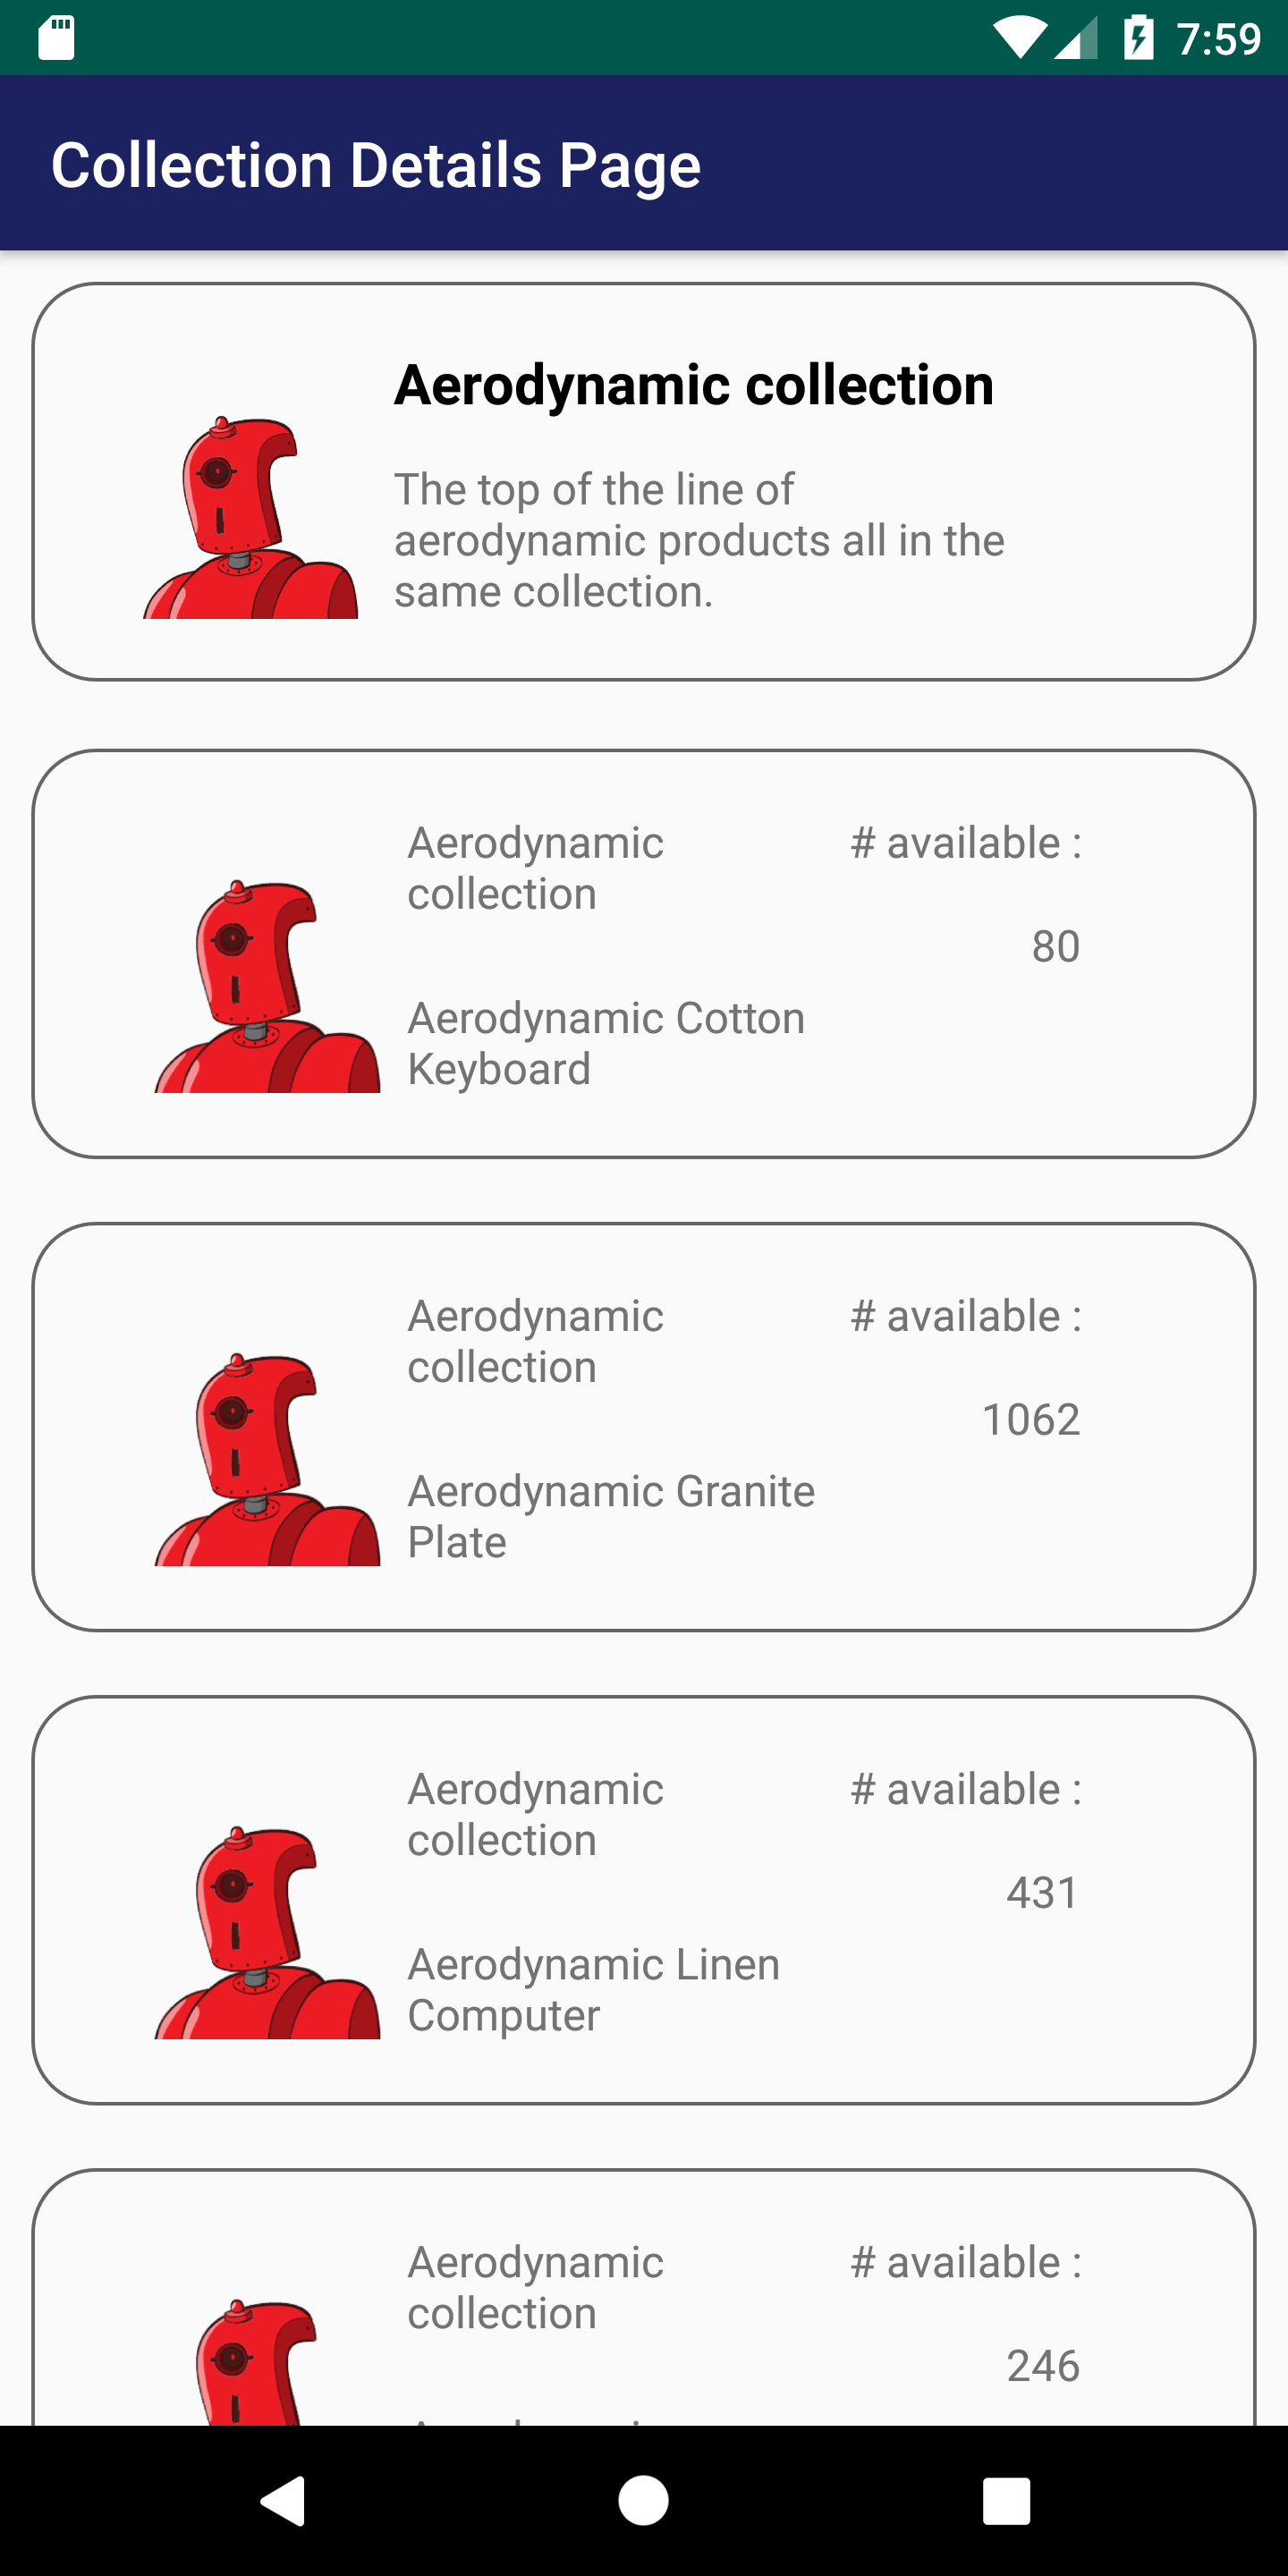 7:59
Collection Details Page
Aerodynamic collection
The top of the line of
aerodynamic products all in the
same collection.
Aerodynamic
collection
# available :
80
Aerodynamic Cotton
Keyboard
Aerodynamic
collection
# available :
1062
Aerodynamic Granite
Plate
Aerodynamic
collection
# available :
431
Aerodynamic Linen
Computer
Aerodynamic
collection
# available :
246